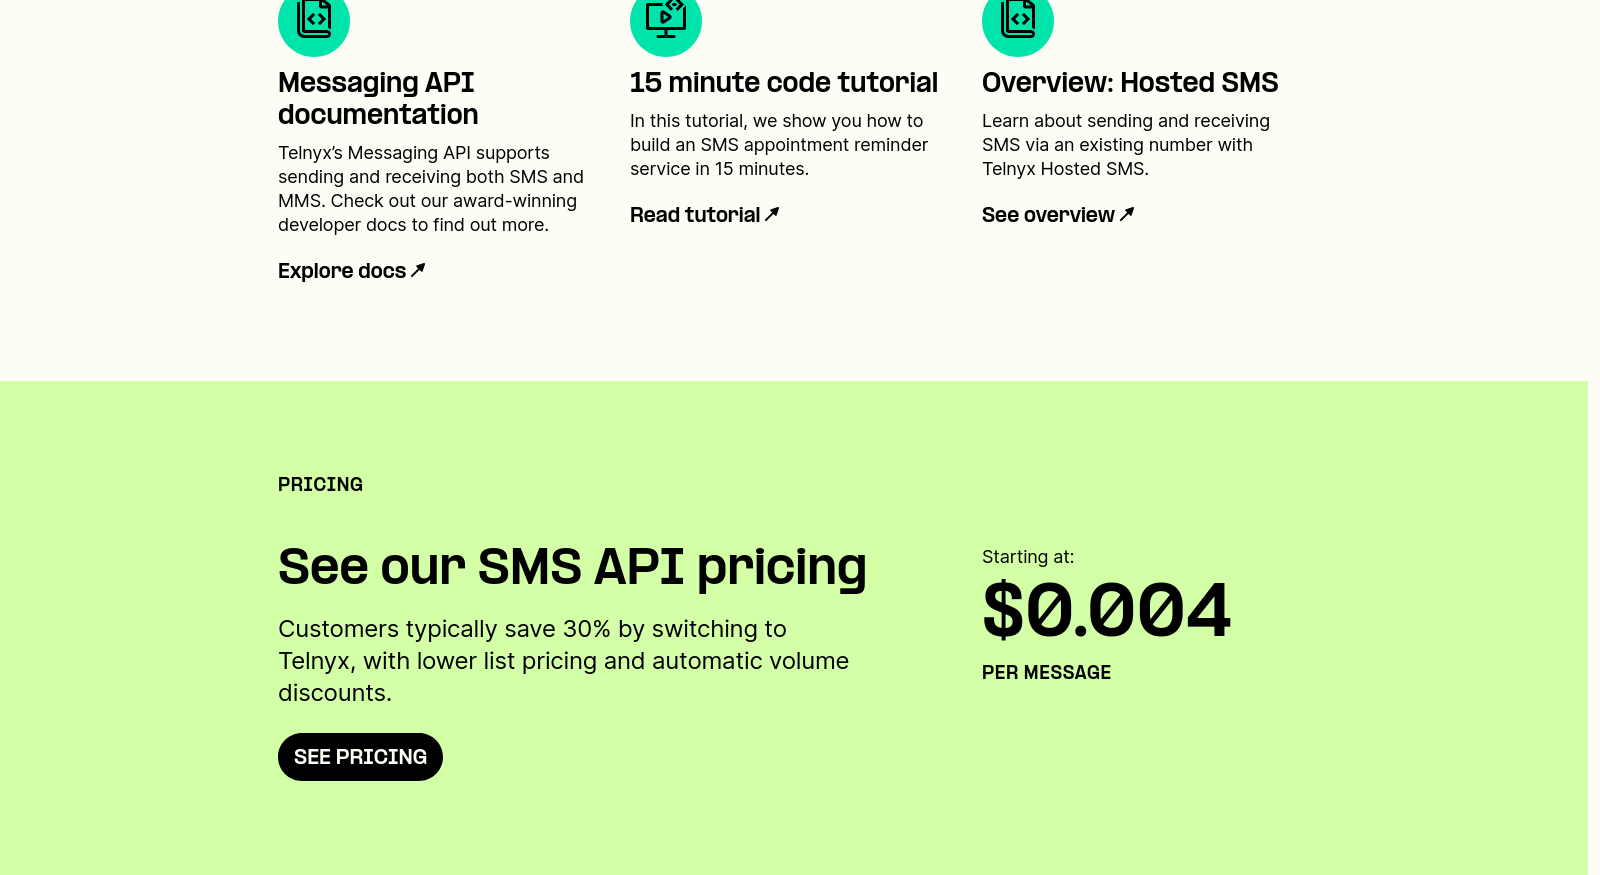 Messaging API
documentation
Telnyx’s Messaging API supports
sending and receiving both SMS and
MMS. Check out our award-winning
developer docs to find out more.
Explore docs
15 minute code tutorial
In this tutorial, we show you how to
build an SMS appointment reminder
service in 15 minutes.
Read tutorial
Overview: Hosted SMS
Learn about sending and receiving
SMS via an existing number with
Telnyx Hosted SMS.
See overview
PRICING
See our SMS API pricing
Customers typically save 30% by switching to
Telnyx, with lower list pricing and automatic volume
discounts.
SEE PRICING
Starting at:
$0.004
PER MESSAGE